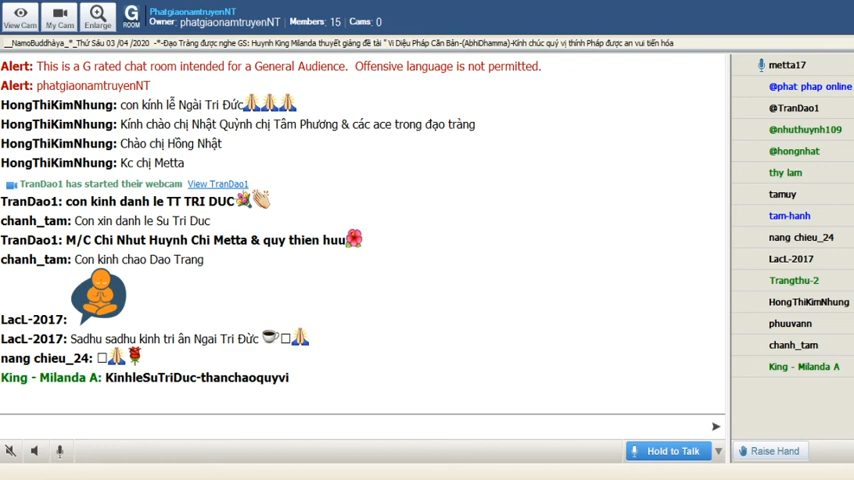 View Cam
My Cam
Enlarge
G
ROOM
PhatgiaonamtruyenNT
Owner: phatgiaonamtruyenNT | Members: 15 | Cams: 0
__NamoBuddhàya_*_Thứ Sáu 03 /04 /2020 -*-Đạo Tràng được nghe GS: Huynh King Milanda thuyết giảng đề tài " Vi Diệu Pháp Căn Bản-(AbhiDhamma)-Kính chúc quý vị thính Pháp được an vui tiến hóa
Alert: This is a G rated chat room intended for a General Audience. Offensive language is not permitted.
Alert: phatgiaonamtruyenNT
HongThiKimNhung: con kính lễ Ngài Tri Đức
HongThiKimNhung: Kính chào chị Nhật Quỳnh chị Tâm Phương & các ace trong đạo tràng
HongThiKimNhung: Chào chị Hồng Nhật
HongThiKimNhung: Kc chị Metta
TranDao1 has started their webcam View TranDao1
TranDao1: con kinh danh le TT TRI DUC
chanh_tam: Con xin danh le Su Tri Duc
TranDao1: M/C Chi Nhut Huynh Chi Metta & quy thien huu
chanh_tam: Con kinh chao Dao Trang
LacL-2017:
LacL-2017: Sadhu sadhu kinh tri ân Ngai Tri Đức
nang chieu_24:
King - Milanda A: KinhleSuTriDuc-thanchaoquyvi
Hold to Talk
metta17
@phat phap online
@TranDao1
@nhuthuynh109
@hongnhat
thy lam
tamuy
tam-hanh
nang chieu_24
LacL-2017
Trangthu-2
HongThiKimNhung
phuuvann
chanh_tam
King - Milanda A
Raise Hand